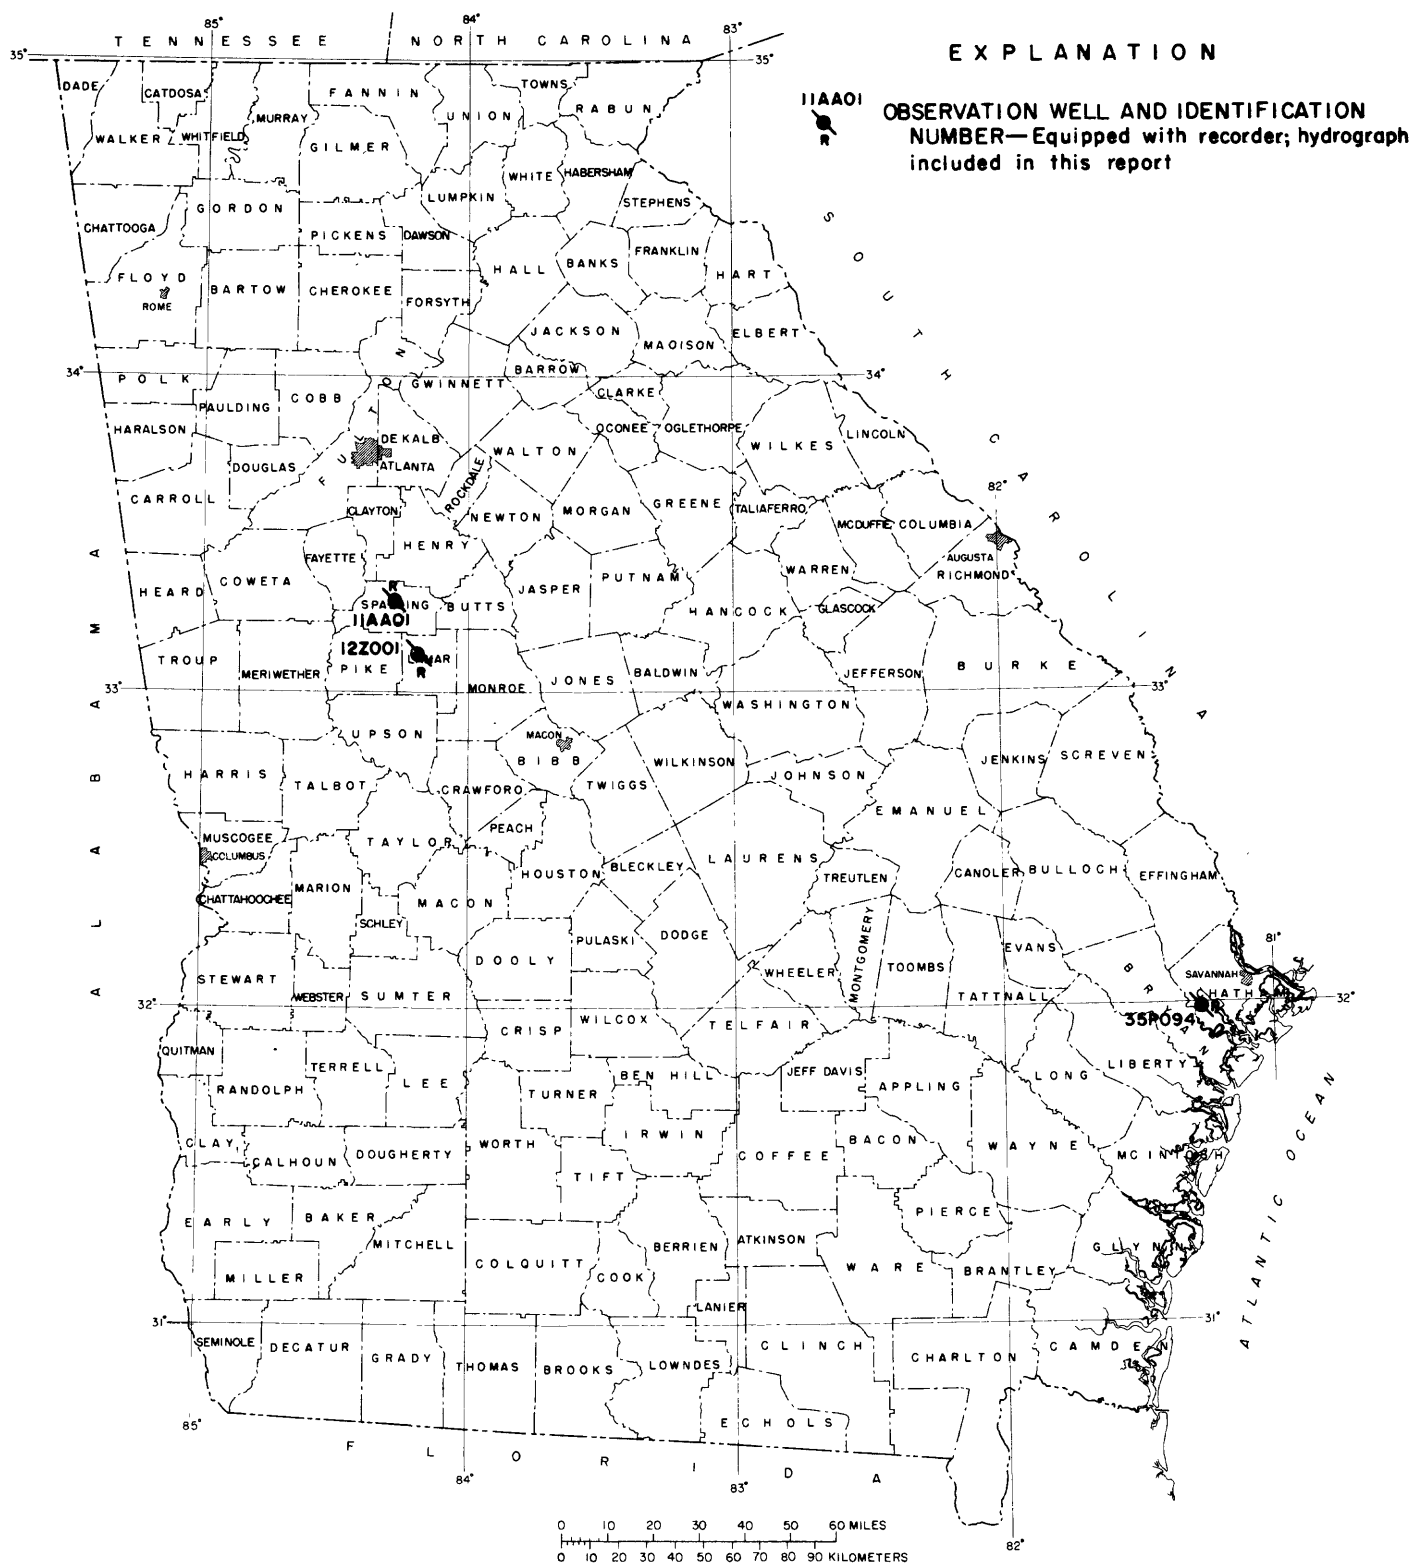 85°
84°
83°
TENNESSEE
NORTH CAROLINA
35°
35°
EXPLANATION
11AA01
OBSERVATION WELL AND IDENTIFICATION
NUMBER—Equipped with recorder; hydrograph
included in this report
R
DADE
CATDOSA
WALKER
WHITFIELD
MURRAY
FANNIN
GILMER
UNION
TOWNS
RABUN
WHITE
HABERSHAM
LUMPKIN
STEPHENS
CHATTOOGA
GORDON
PICKENS
DAWSON
HALL
BANKS
FRANKLIN
HART
FLOYD
ROME
BARTOW
CHEROKEE
FORSYTH
JACKSON
MADISON
ELBERT
SOUTH CAROLINA
34°
34°
POLK
PAULDING
COBB
FULTON
GWINNETT
BARROW
CLARKE
HARALSON
OCONEE
OGLETHORPE
WILKES
LINCOLN
DOUGLAS
DE KALB
ATLANTA
ROCKDALE
WALTON
CARROLL
CLAYTON
NEWTON
MORGAN
GREENE
TALIAFERRO
MCDUFFIE
COLUMBIA
82°
AUGUSTA
RICHMOND
HENRY
FAYETTE
HEARD
COWETA
R
SPALDING
11AA01
BUTTS
JASPER
PUTNAM
HANCOCK
WARREN
GLASCOCK
12Z001
LAMAR
R
TROUP
MERIWETHER
PIKE
MONROE
JONES
BALDWIN
WASHINGTON
JEFFERSON
BURKE
33°
33°
ALABAMA
UPSON
MACON
BIBB
WILKINSON
TWIGGS
JOHNSON
JENKINS
SCREVEN
EMANUEL
HARRIS
TALBOT
CRAWFORD
PEACH
MUSCOGEE
COLUMBUS
TAYLOR
HOUSTON
BLECKLEY
LAURENS
TREUTLEN
CANDLER
BULLOCH
EFFINGHAM
CHATTAHOOCHEE
MARION
MACON
SCHLEY
PULASKI
DODGE
MONTGOMERY
EVANS
STEWART
WEBSTER
SUMTER
DOOLY
WHEELER
TOOMBS
TATTNALL
BRYAN
SAVANNAH
81°
CHATHAM
32°
32°
35P094
CRISP
WILCOX
TELFAIR
QUITMAN
RANDOLPH
TERRELL
LEE
TURNER
BEN HILL
JEFF DAVIS
APPLING
LONG
LIBERTY
CLAY
CALHOUN
DOUGHERTY
WORTH
IRWIN
COFFEE
BACON
WAYNE
MCINTOSH
TIFT
EARLY
BAKER
MITCHELL
MILLER
COLQUITT
COOK
BERRIEN
ATKINSON
WARE
PIERCE
BRANTLEY
GLYNN
LANIER
31°
31°
SEMINOLE
DECATUR
GRADY
THOMAS
BROOKS
LOWNDES
CLINCH
CHARLTON
CAMDEN
ECHOLS
ATLANTIC OCEAN
85°
84°
83°
82°
FLORIDA
0 10 20 30 40 50 60 MILES
0 10 20 30 40 50 60 70 80 90 KILOMETERS